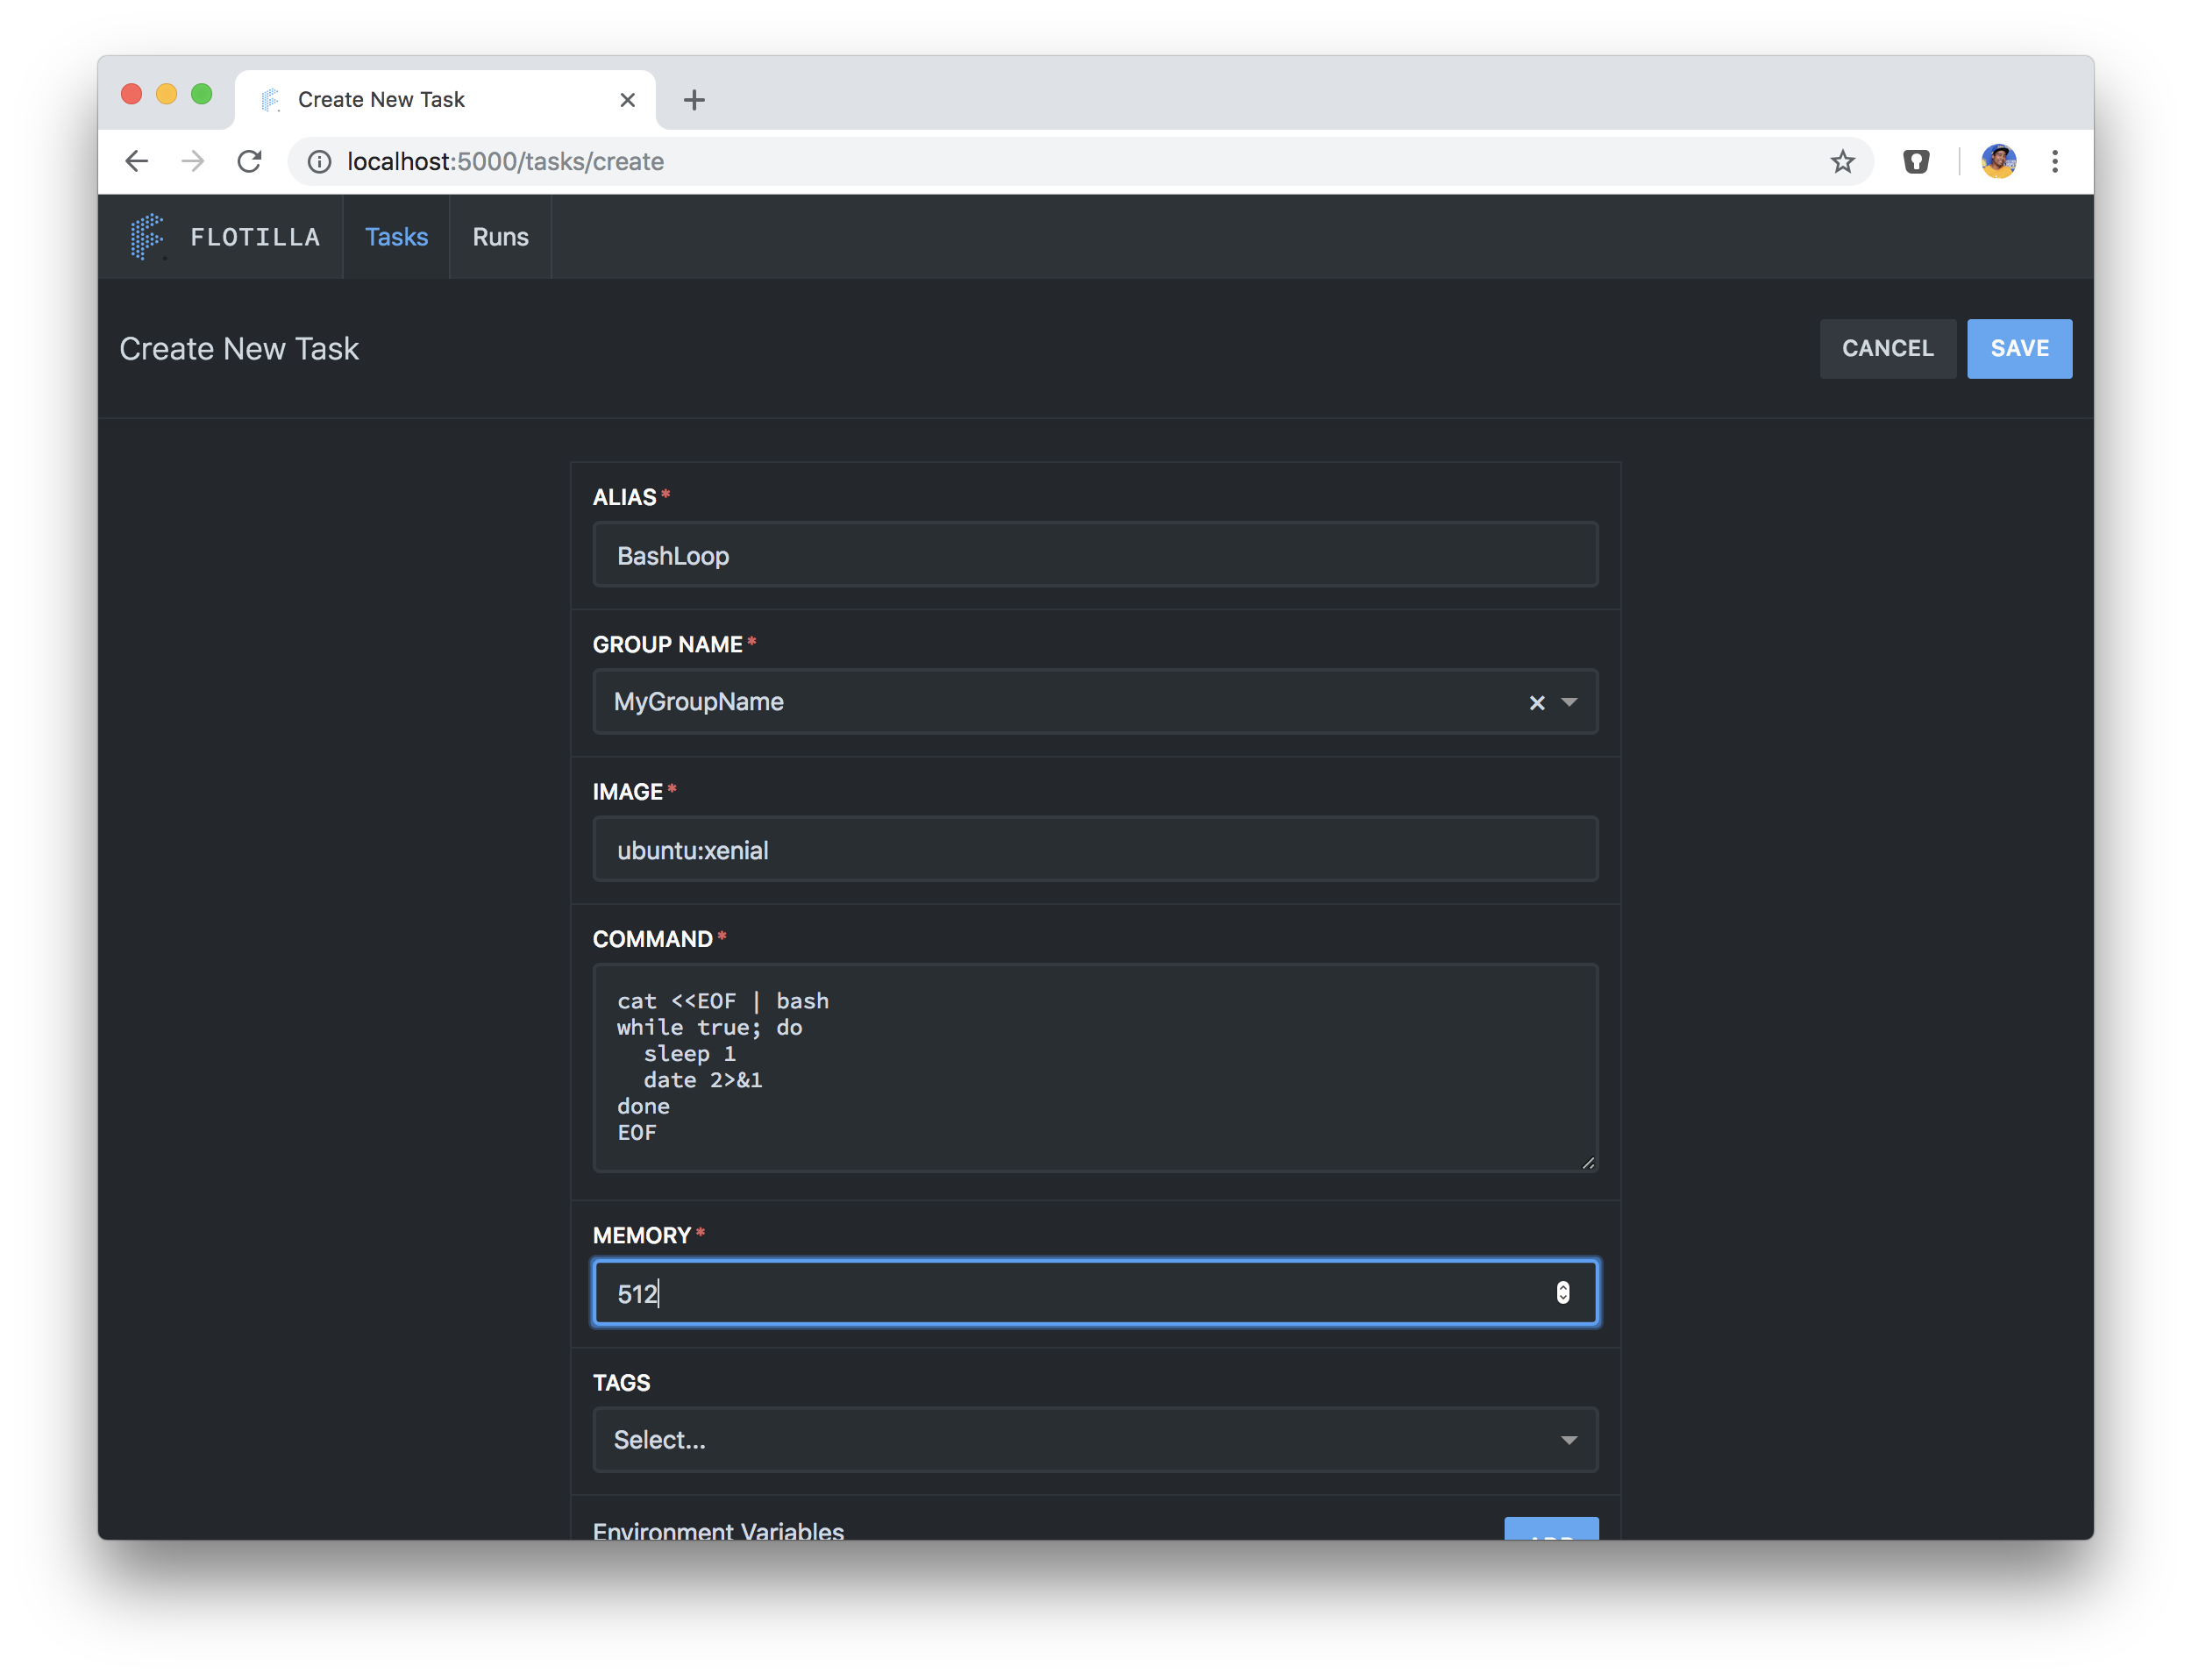 Create New Task
localhost:5000/tasks/create
FLOTILLA Tasks Runs
Create New Task CANCEL SAVE
ALIAS*
BashLoop
GROUP NAME*
MyGroupName
IMAGE*
ubuntu:xenial
COMMAND*
cat <<EOF | bash
while true; do
  sleep 1
  date 2>&1
done
EOF
MEMORY*
512
TAGS
Select...
Environment Variables ADD